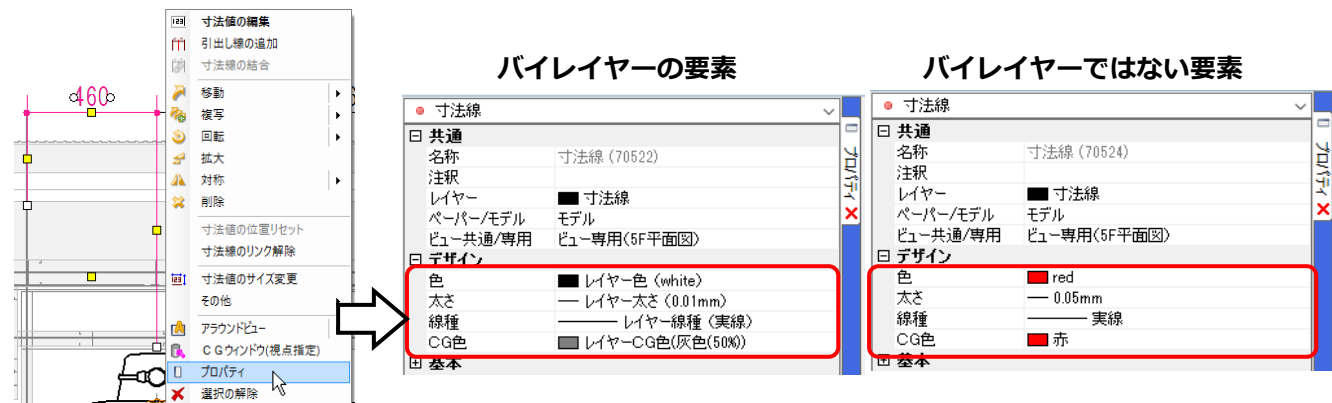 460
寸法値の編集
引出し線の追加
寸法線の結合
移動
複写
回転
拡大
対称
削除
寸法値の位置リセット
寸法線のリンク解除
寸法値のサイズ変更
その他
アラウンドビュー
ＣＧウィンドウ(視点指定)
プロパティ
選択の解除
バイレイヤーの要素
寸法線
共通
名称 寸法線 (70522)
注釈
レイヤー 寸法線
ペーパー/モデル モデル
ビュー共通/専用 ビュー専用(5F平面図)
デザイン
色 レイヤー色 (white)
太さ レイヤー太さ (0.01mm)
線種 レイヤー線種 (実線)
CG色 レイヤーCG色(灰色(50%))
基本
プロパティ
バイレイヤーではない要素
寸法線
共通
名称 寸法線 (70524)
注釈
レイヤー 寸法線
ペーパー/モデル モデル
ビュー共通/専用 ビュー専用(5F平面図)
デザイン
色 red
太さ 0.05mm
線種 実線
CG色 赤
基本
プロパティ